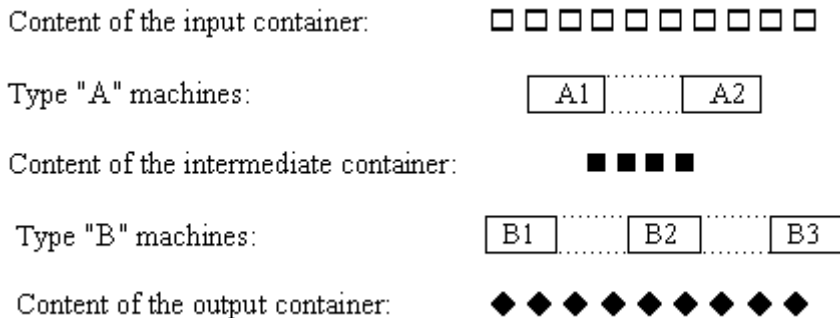 Content of the input container:
Type "A" machines:
A1 A2
Content of the intermediate container:
Type "B" machines:
B1 B2 B3
Content of the output container: